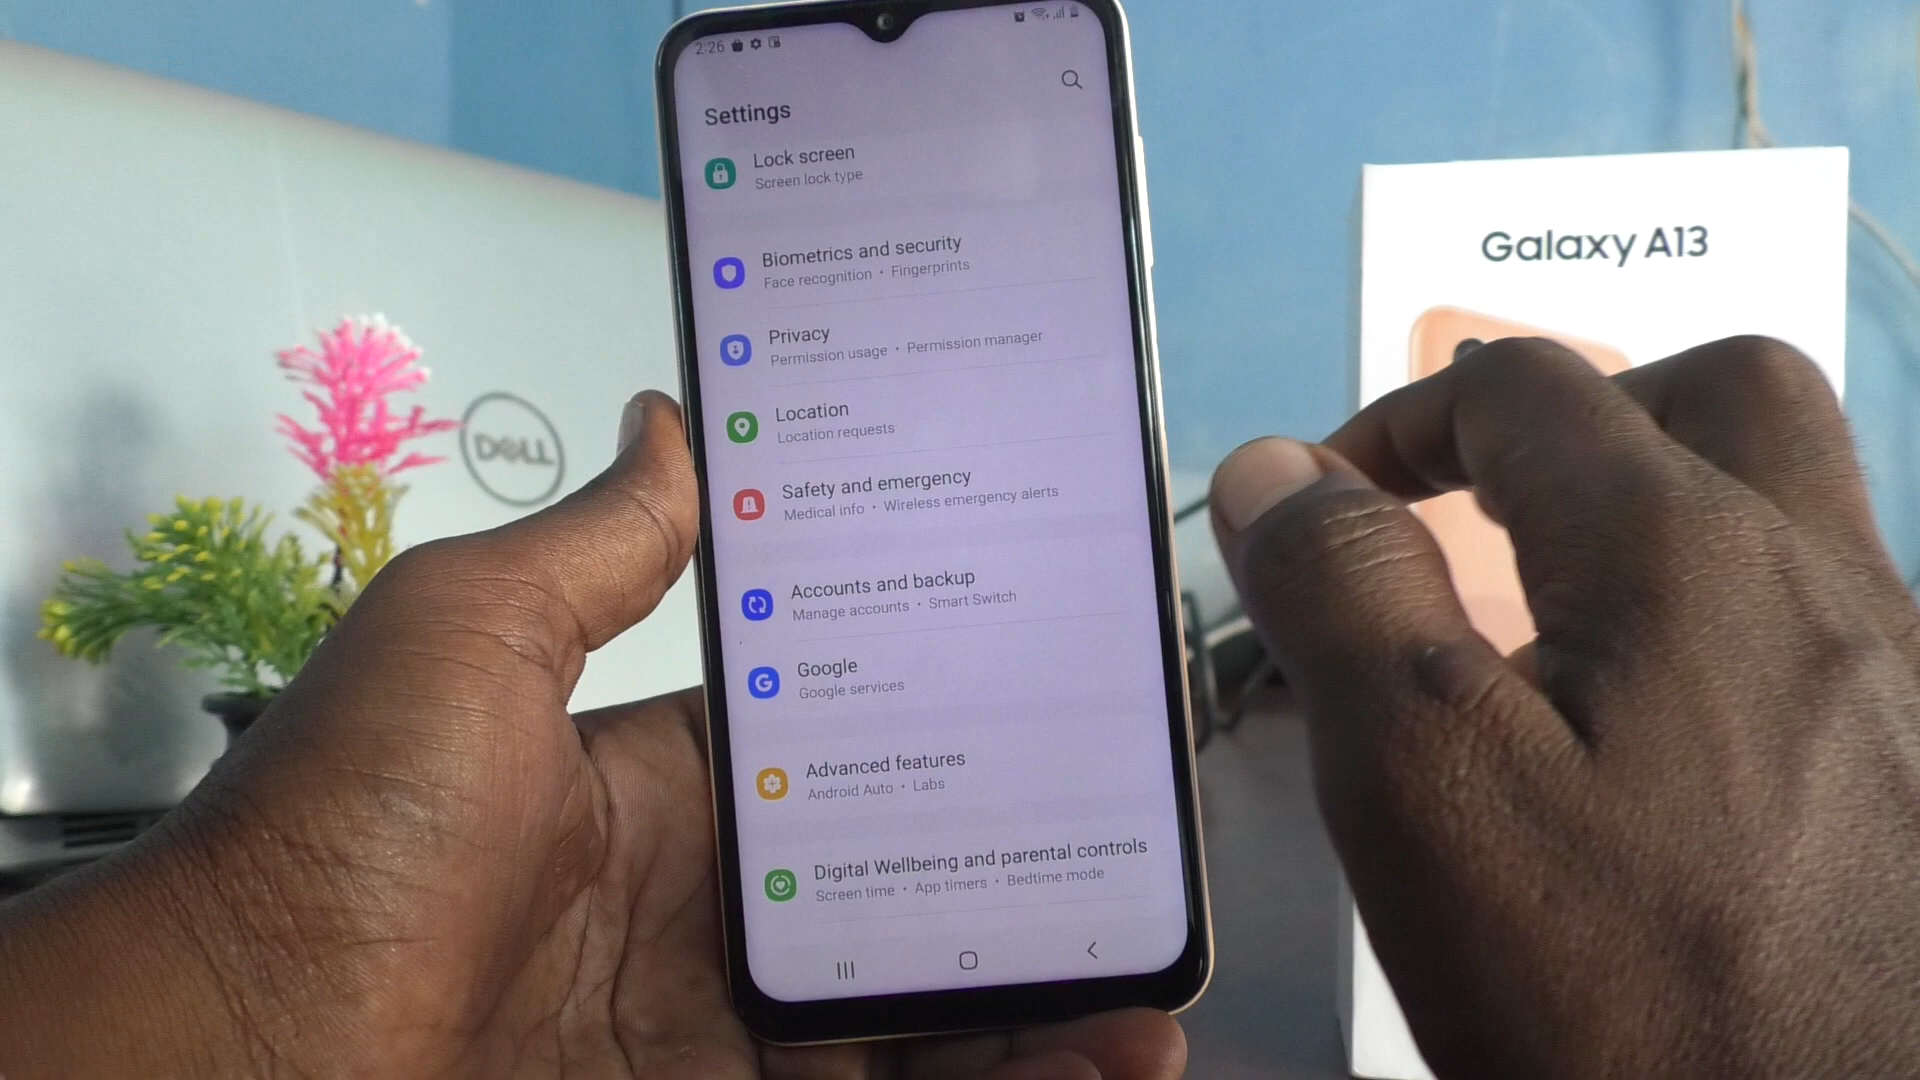 2:26
Settings
Lock screen
Screen lock type
Biometrics and security
Face recognition • Fingerprints
Privacy
Permission usage • Permission manager
Location
Location requests
Safety and emergency
Medical info • Wireless emergency alerts
Accounts and backup
Manage accounts • Smart Switch
Google
Google services
Advanced features
Android Auto • Labs
Digital Wellbeing and parental controls
Screen time • App timers • Bedtime mode
Galaxy A13
DELL